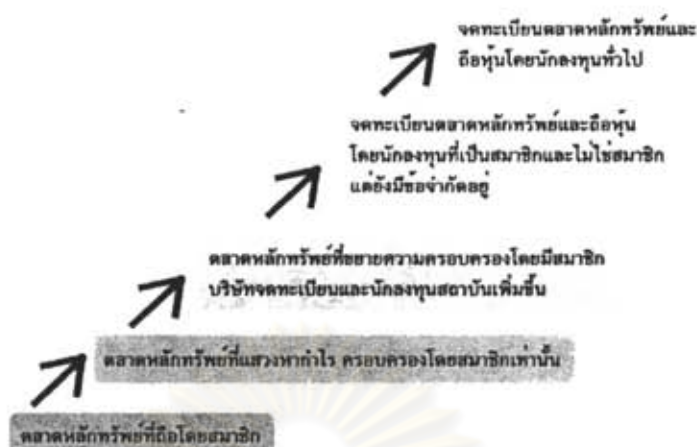 จดทะเบียนตลาดหลักทรัพย์และ
ถือหุ้นโดยนักลงทุนทั่วไป
จดทะเบียนตลาดหลักทรัพย์และถือหุ้น
โดยนักลงทุนที่เป็นสมาชิกและไม่ใช่สมาชิก
แต่ยังมีข้อจำกัดอยู่
ตลาดหลักทรัพย์ที่ขยายความครอบครองโดยมีสมาชิก
บริษัทจดทะเบียนและนักลงทุนสถาบันเพิ่มขึ้น
ตลาดหลักทรัพย์ที่แสวงหากำไร ครอบครองโดยสมาชิกเท่านั้น
ตลาดหลักทรัพย์ที่ถือโดยสมาชิก